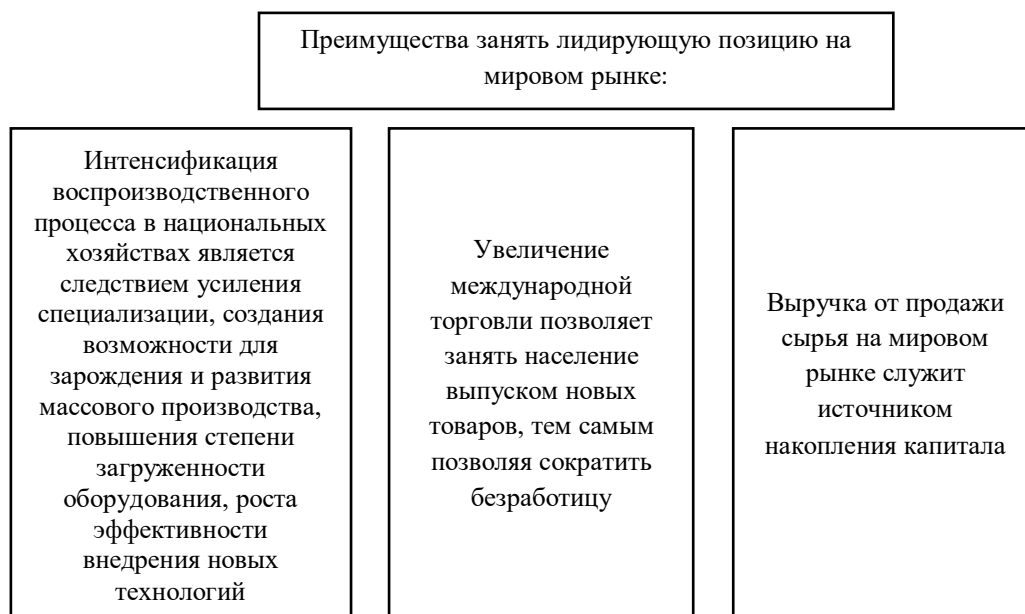 Преимущества занять лидирующую позицию на
мировом рынке:
Интенсификация
воспроизводственного
процесса в национальных
хозяйствах является
следствием усиления
специализации, создания
возможности для
зарождения и развития
массового производства,
повышения степени
загруженности
оборудования, роста
эффективности
внедрения новых
технологий
Увеличение
международной
торговли позволяет
занять население
выпуском новых
товаров, тем самым
позволяя сократить
безработицу
Выручка от продажи
сырья на мировом
рынке служит
источником
накопления капитала